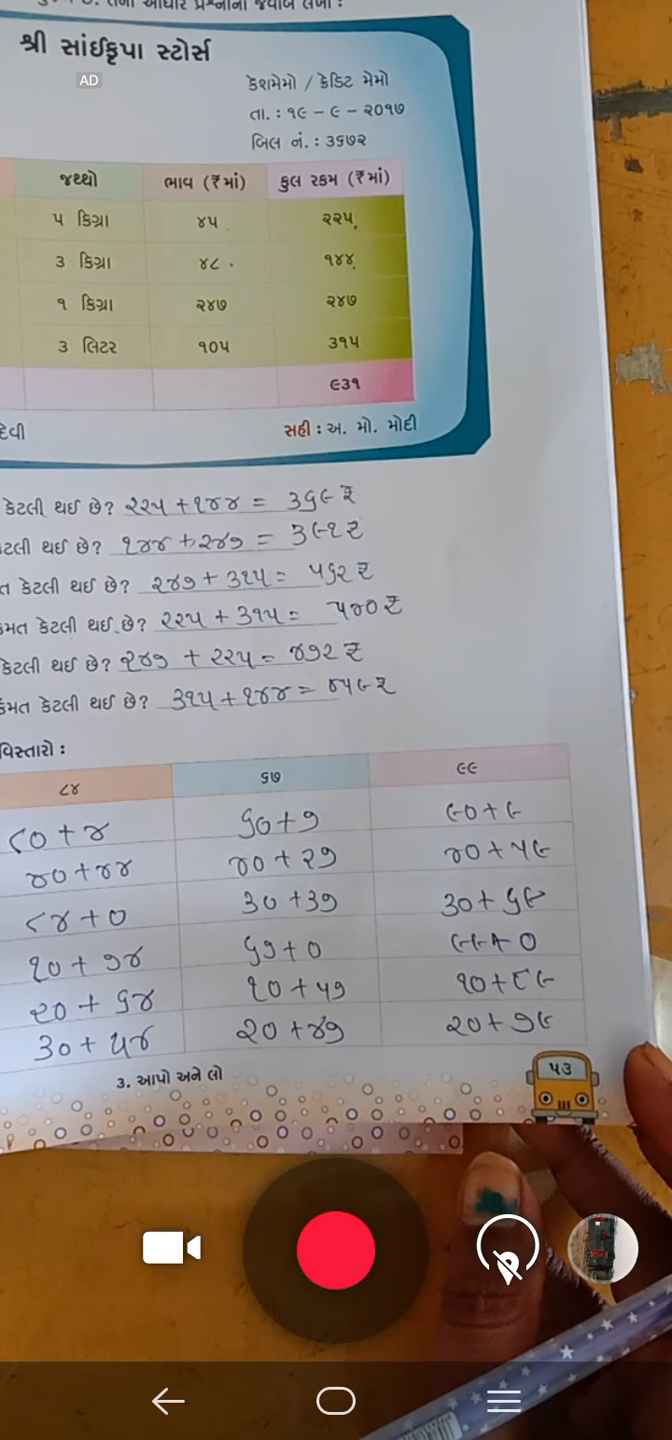 આધારે પ્રશ્નોના જવાબ લખો :
શ્રી સાંઈકૃપા સ્ટોર્સ
AD
કેશમેમો / ક્રેડિટ મેમો
તા. : ૧૯ – ૯ – ૨૦૧૭
બિલ નં. : ૩૬૭૨
જથ્થો ભાવ (₹માં) કુલ રકમ (₹માં)
૫ કિગ્રા ૪૫ ૨૨૫
૩ કિગ્રા ૪૮ ૧૪૪
૧ કિગ્રા ૨૪૭ ૨૪૭
૩ લિટર ૧૦૫ ૩૧૫
૯૩૧
સહી : અ. મો. મોદી
કેટલી થઈ છે? ૨૨૫ + ૧૪૪ = ૩૬૯ ₹
થઈ છે? ૧૪૪ + ૨૪૭ = ૩૯૧ ₹
કેટલી થઈ છે? ૨૪૭ + ૩૧૫ = ૫૬૨ ₹
કેટલી થઈ છે? ૨૨૫ + ૩૧૫ = ૫૪૦ ₹
કેટલી થઈ છે? ૨૪૭ + ૨૨૫ = ૪૭૨ ₹
કેટલી થઈ છે? ૩૧૫ + ૧૪૪ = ૪૫૯ ₹
વિસ્તારો :
૮૪ ૬૭ ૯૯
૮૦ + ૪ ૬૦ + ૭ ૯૦ + ૯
૪૦ + ૪૪ ૪૦ + ૨૭ ૪૦ + ૫૯
૮૪ + ૦ ૩૦ + ૩૭ ૩૦ + ૬૯
૧૦ + ૭૪ ૬૭ + ૦ ૯૯ + ૦
૨૦ + ૬૪ ૧૦ + ૫૭ ૧૦ + ૮૯
૩૦ + ૫૪ ૨૦ + ૪૭ ૨૦ + ૭૯
૩. આપો અને લો
૫૩